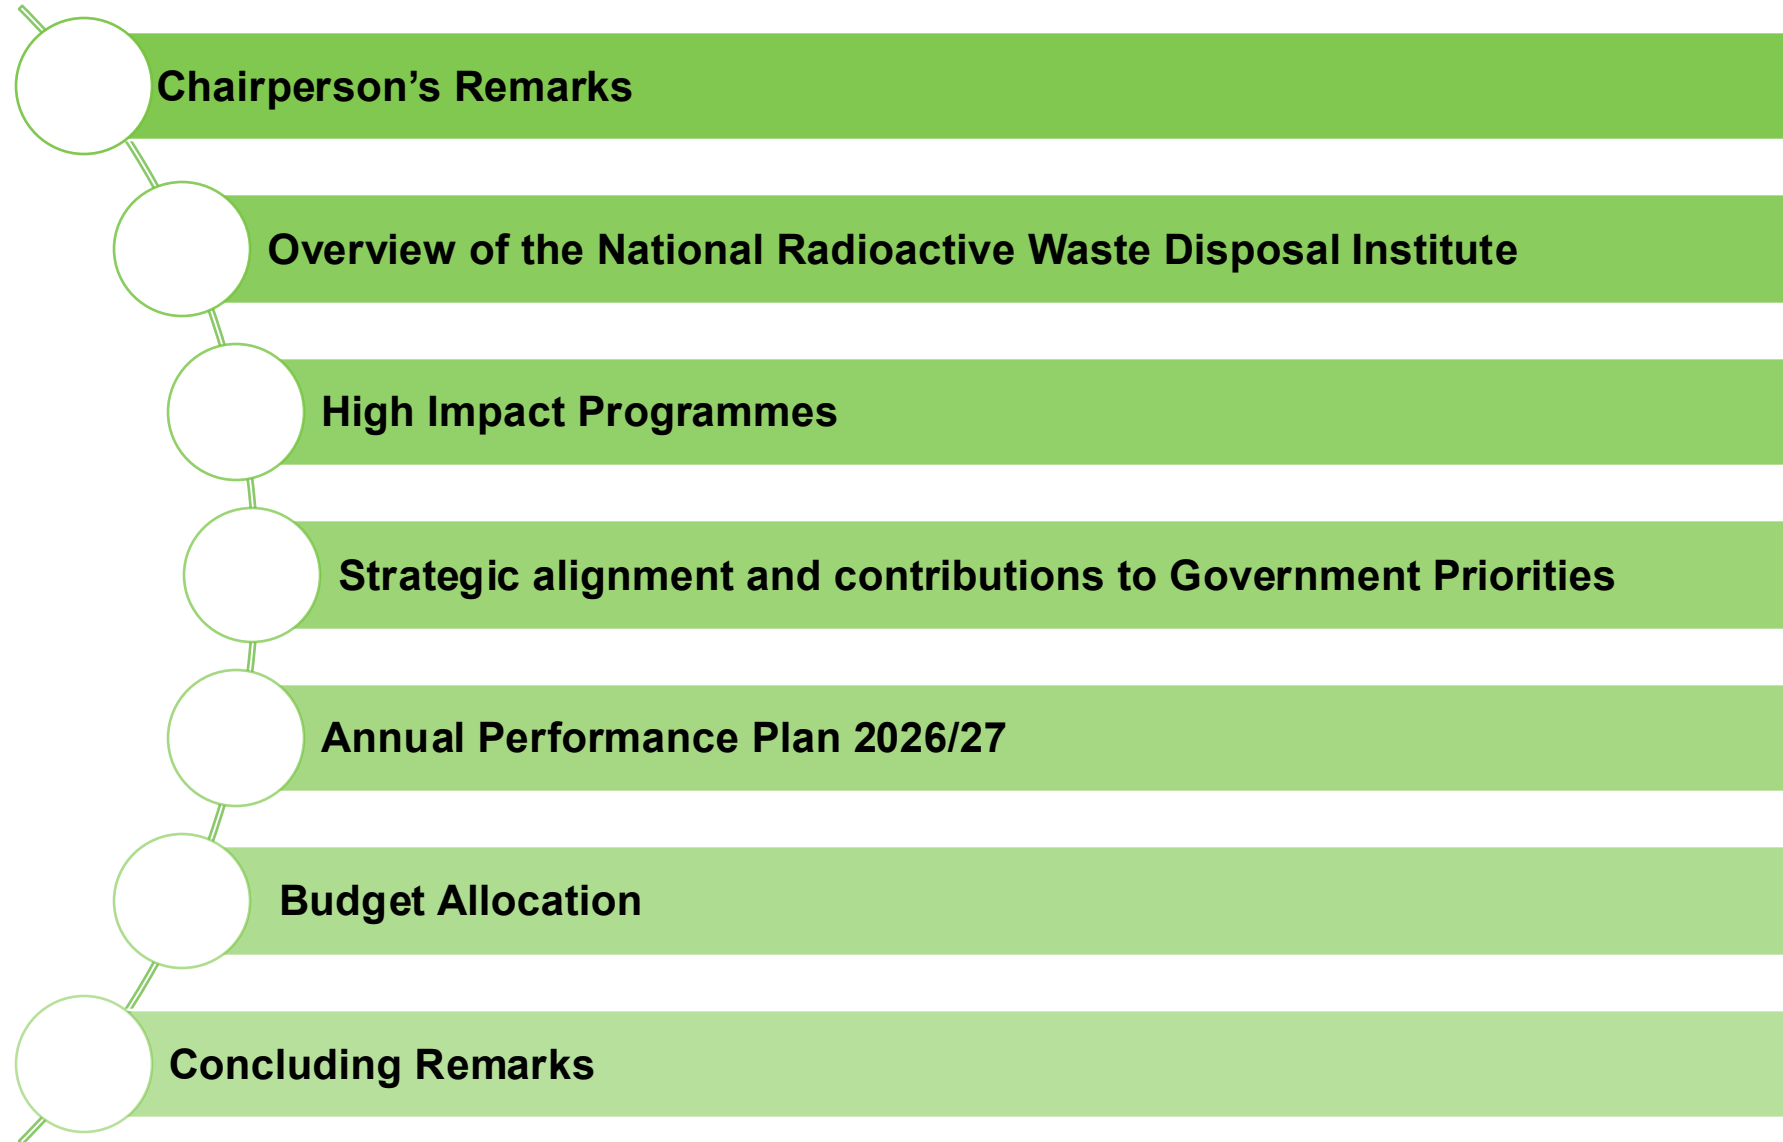 Chairperson’s Remarks
Overview of the National Radioactive Waste Disposal Institute
High Impact Programmes
Strategic alignment and contributions to Government Priorities
Annual Performance Plan 2026/27
Budget Allocation
Concluding Remarks